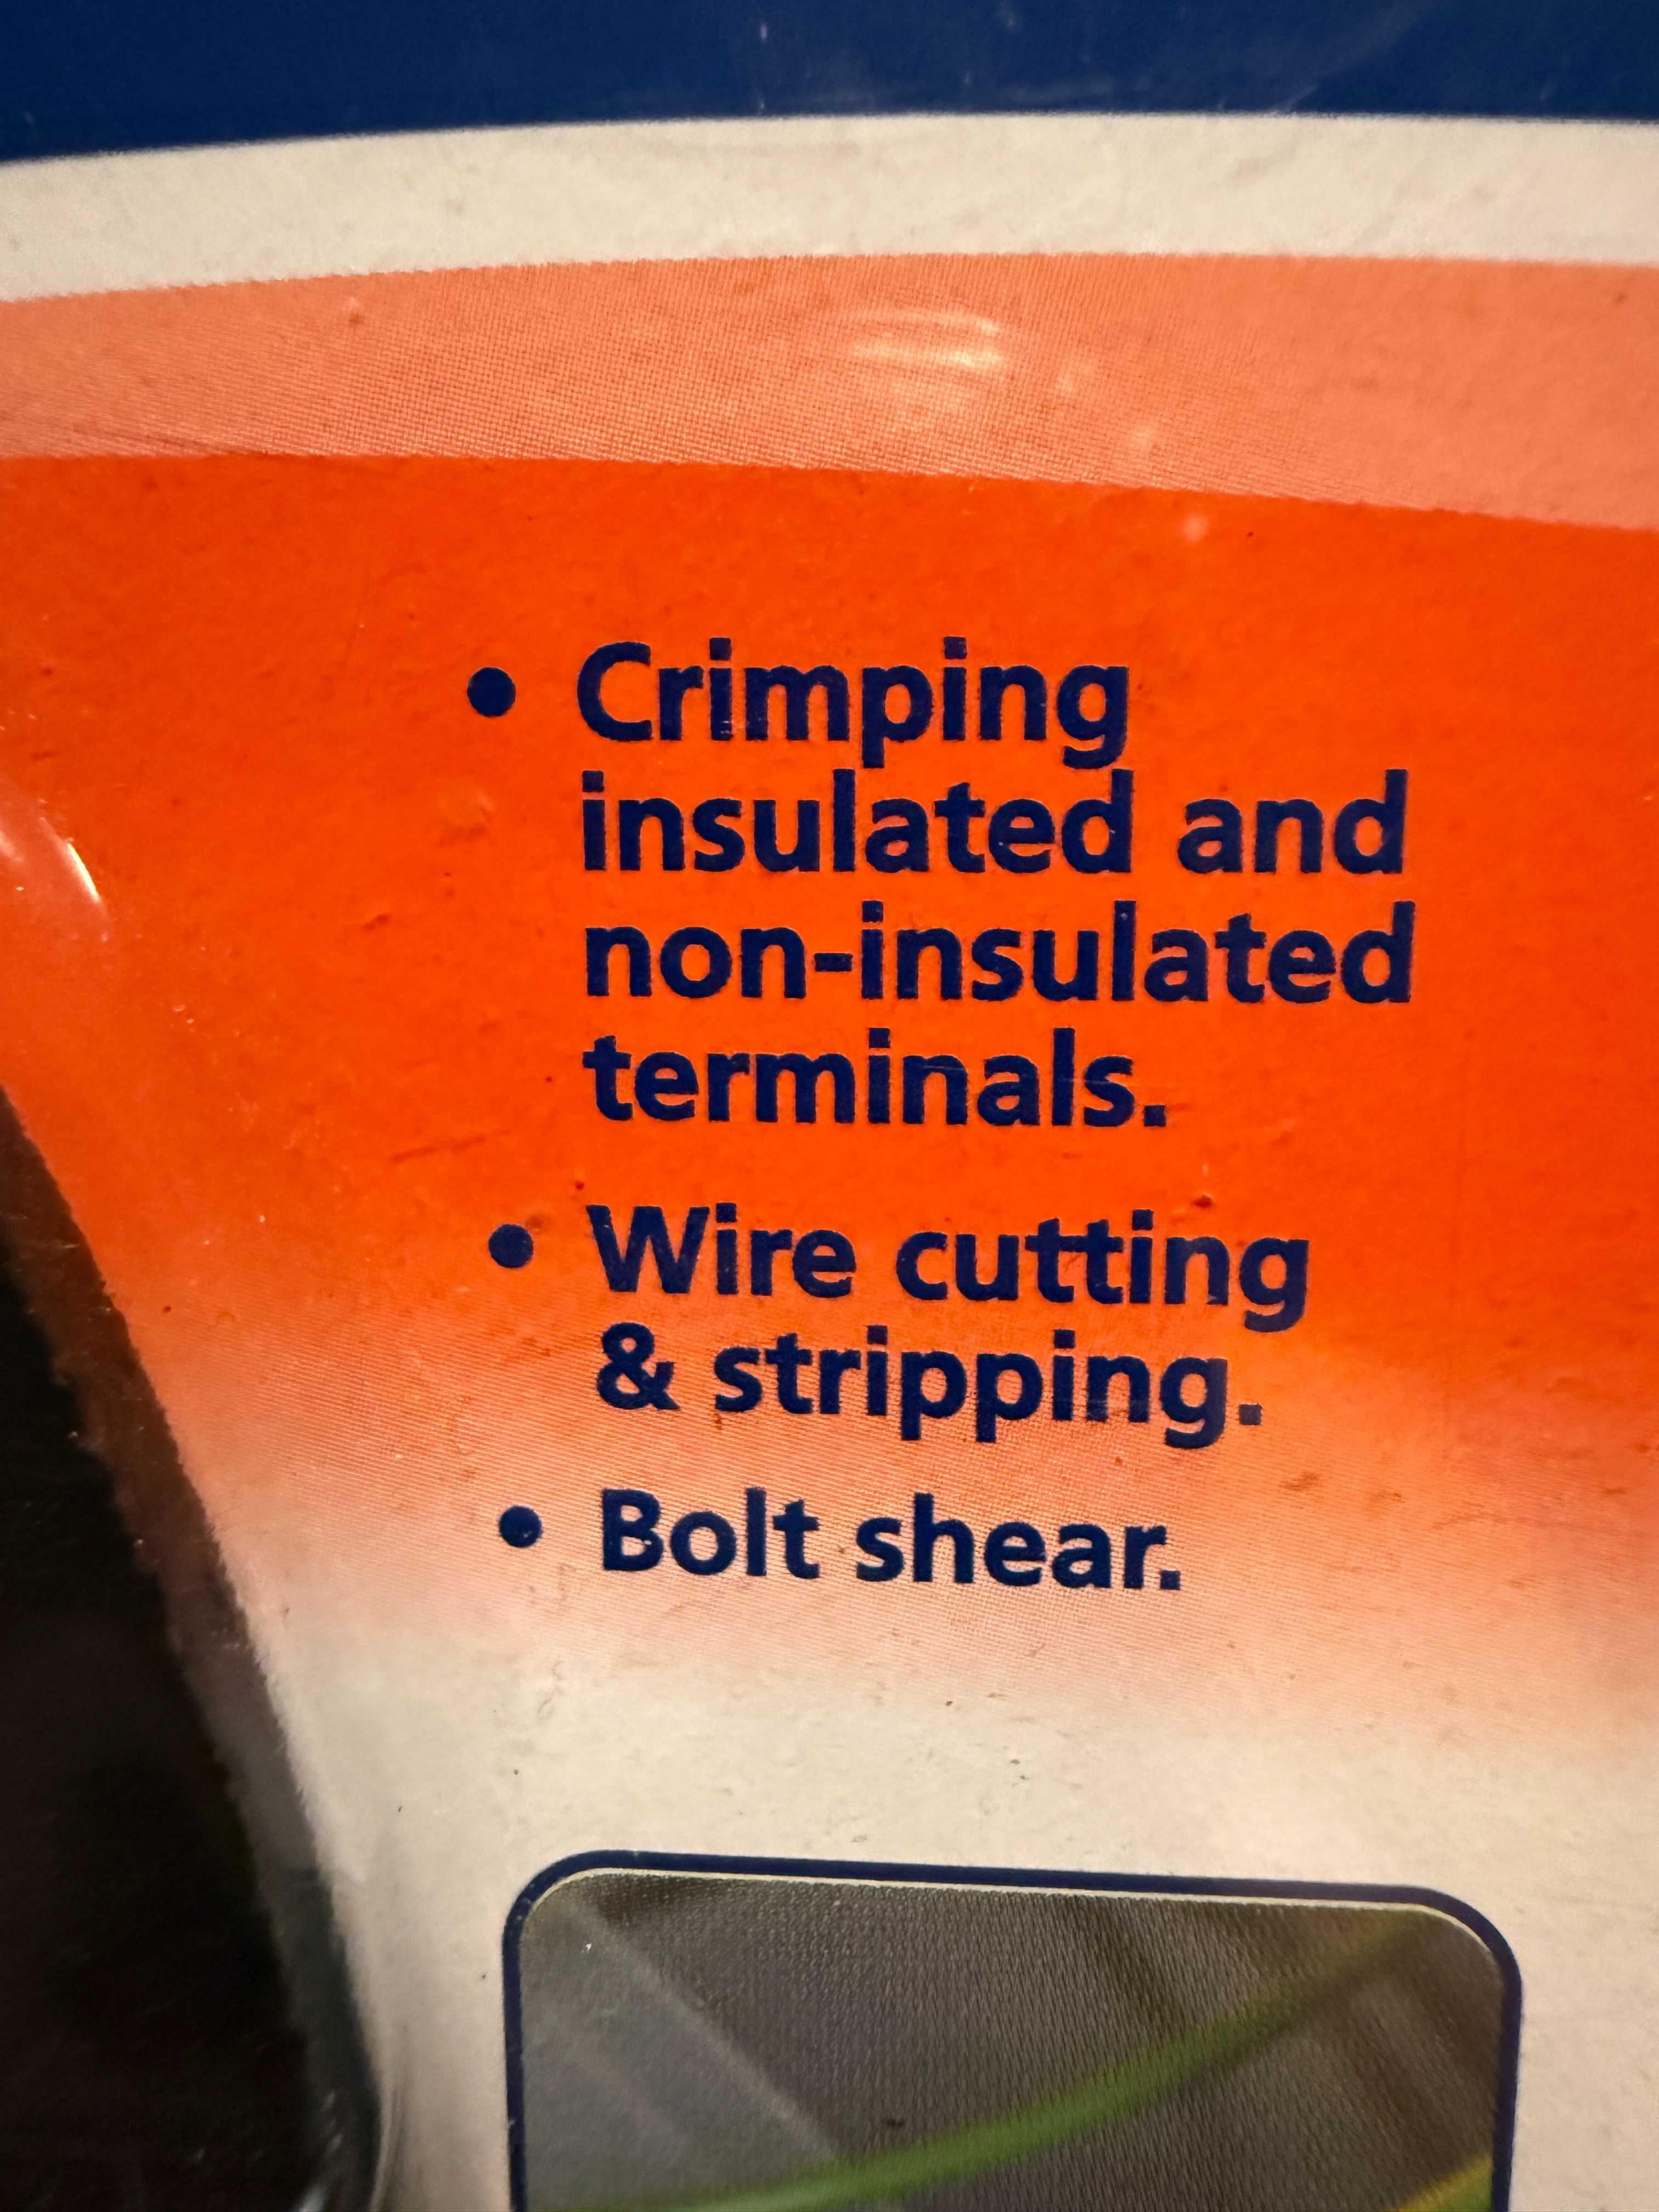 • Crimping
insulated and
non-insulated
terminals.
• Wire cutting
& stripping.
• Bolt shear.